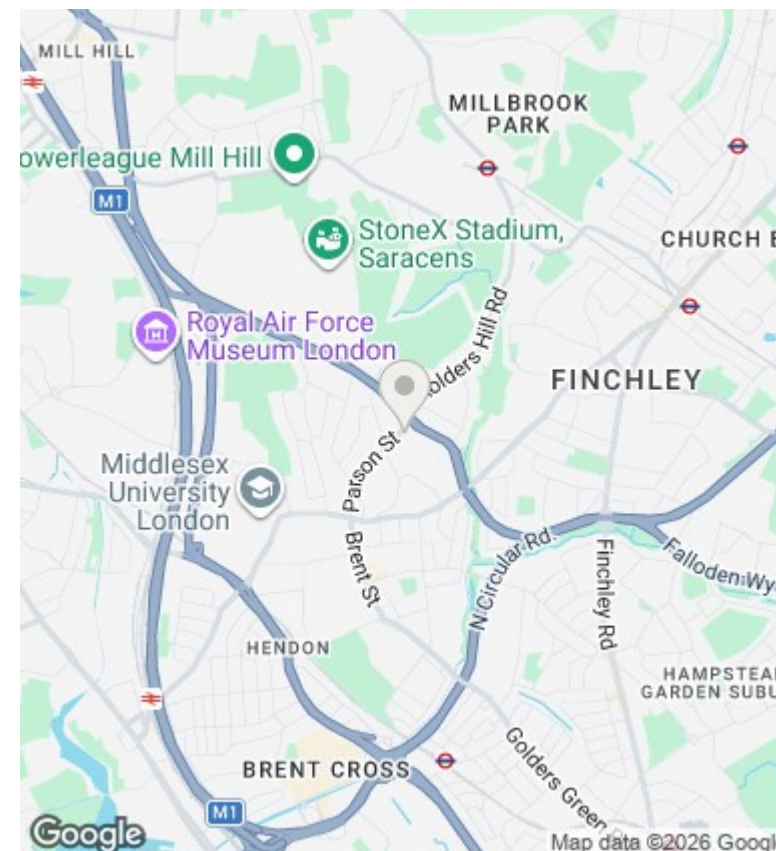 MILL HILL
MILLBROOK
PARK
owerleague Mill Hill
M1
StoneX Stadium,
Saracens
CHURCH E
Royal Air Force
Museum London
olders Hill Rd
FINCHLEY
Parson St
Middlesex
University
London
Brent St
N Circular Rd.
Finchley Rd
Falloden Wy
HENDON
HAMPSTEA
GARDEN SUBU
BRENT CROSS
Golders Green
M1
Google
Map data ©2026 Googl